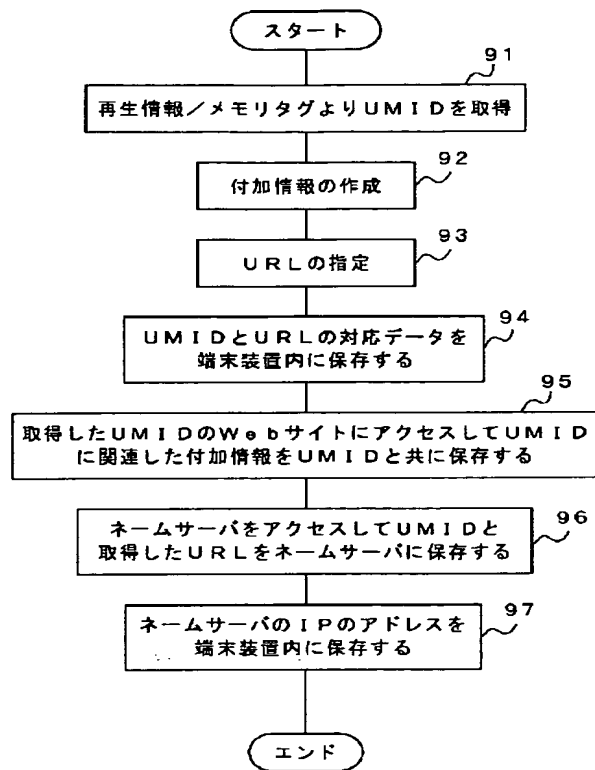 スタート
91
再生情報/メモリタグよりUMIDを取得
92
付加情報の作成
93
URLの指定
94
UMIDとURLの対応データを
端末装置内に保存する
95
取得したUMIDのWebサイトにアクセスしてUMID
に関連した付加情報をUMIDと共に保存する
96
ネームサーバをアクセスしてUMIDと
取得したURLをネームサーバに保存する
97
ネームサーバのIPのアドレスを
端末装置内に保存する
エンド